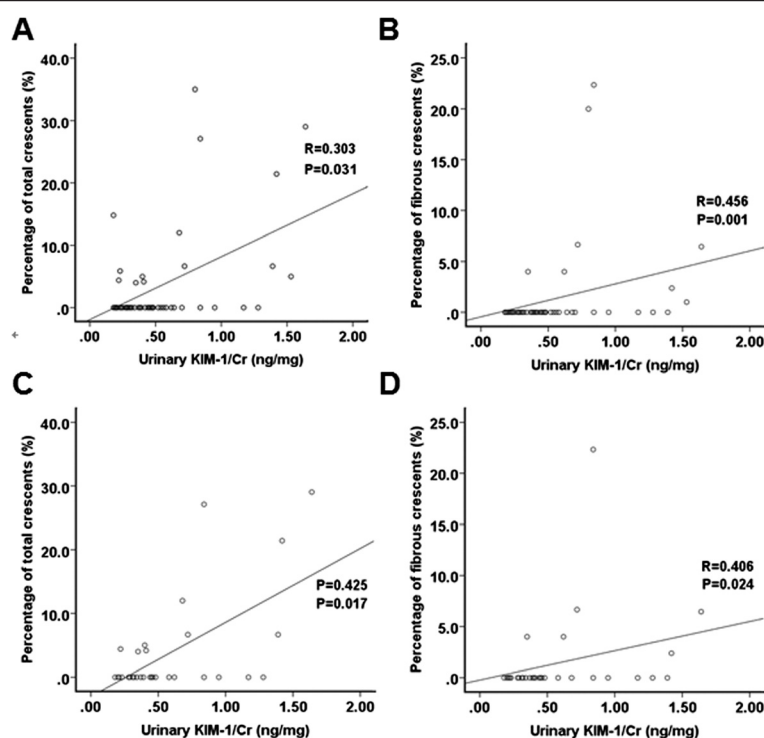 A
Percentage of total crescents (%)
40.0
30.0
20.0
10.0
.0
R=0.303
P=0.031
.00 .50 1.00 1.50 2.00
Urinary KIM-1/Cr (ng/mg)
B
Percentage of fibrous crescents (%)
25.0
20.0
15.0
10.0
5.0
.0
R=0.456
P=0.001
.00 .50 1.00 1.50 2.00
Urinary KIM-1/Cr (ng/mg)
C
Percentage of total crescents (%)
40.0
30.0
20.0
10.0
.0
P=0.425
P=0.017
.00 .50 1.00 1.50 2.00
Urinary KIM-1/Cr (ng/mg)
D
Percentage of fibrous crescents (%)
25.0
20.0
15.0
10.0
5.0
.0
R=0.406
P=0.024
.00 .50 1.00 1.50 2.00
Urinary KIM-1/Cr (ng/mg)